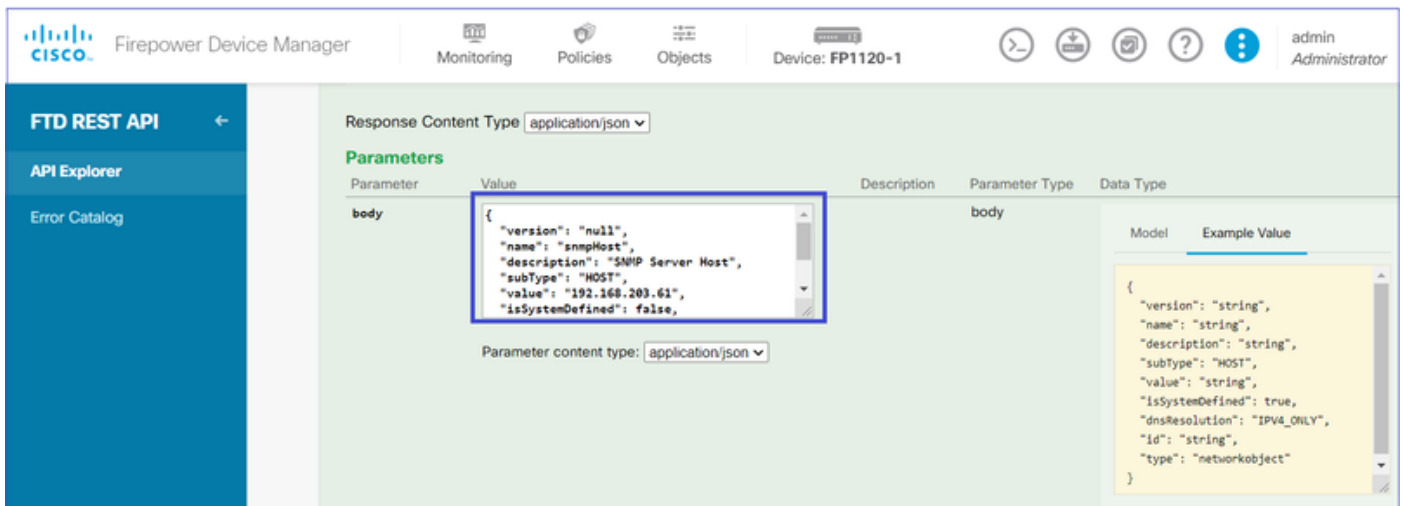 CISCO
Firepower Device Manager
Monitoring
Policies
Objects
Device: FP1120-1
admin
Administrator
FTD REST API
API Explorer
Error Catalog
Response Content Type application/json
Parameters
Parameter Value Description Parameter Type Data Type
body
{
"version": "null",
"name": "snmpHost",
"description": "SNMP Server Host",
"subType": "HOST",
"value": "192.168.203.61",
"isSystemDefined": false,
Parameter content type: application/json
body
Model Example Value
{
"version": "string",
"name": "string",
"description": "string",
"subType": "HOST",
"value": "string",
"isSystemDefined": true,
"dnsResolution": "IPV4_ONLY",
"id": "string",
"type": "networkobject"
}